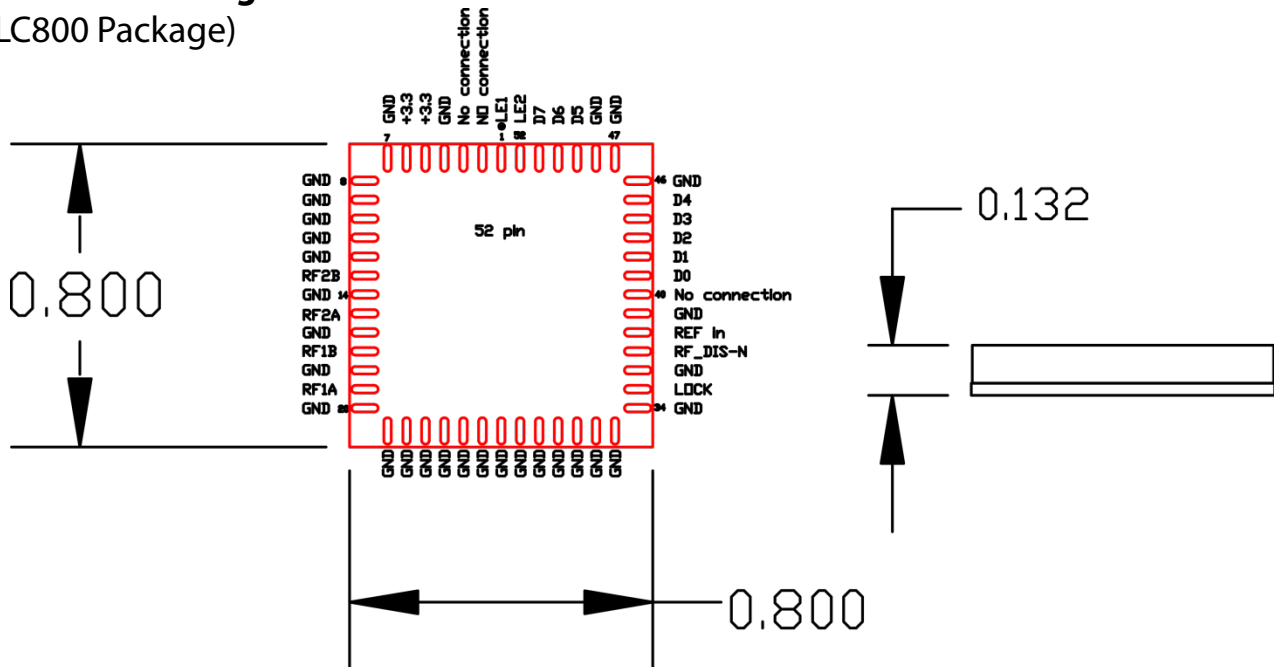 LC800 Package)
GND
+3.3
+3.3
GND
No connection
NO connection
LE1
LE2
D7
D6
D5
GND
GND
7
1
52
47
GND 8
GND
GND
GND
GND
RF2B
GND 14
RF2A
GND
RF1B
GND
RF1A
GND 20
52 pin
46 GND
D4
D3
D2
D1
D0
40 No connection
GND
REF in
RF_DIS-N
GND
LOCK
34 GND
GND
GND
GND
GND
GND
GND
GND
GND
GND
GND
GND
GND
GND
0.800
0.132
0.800